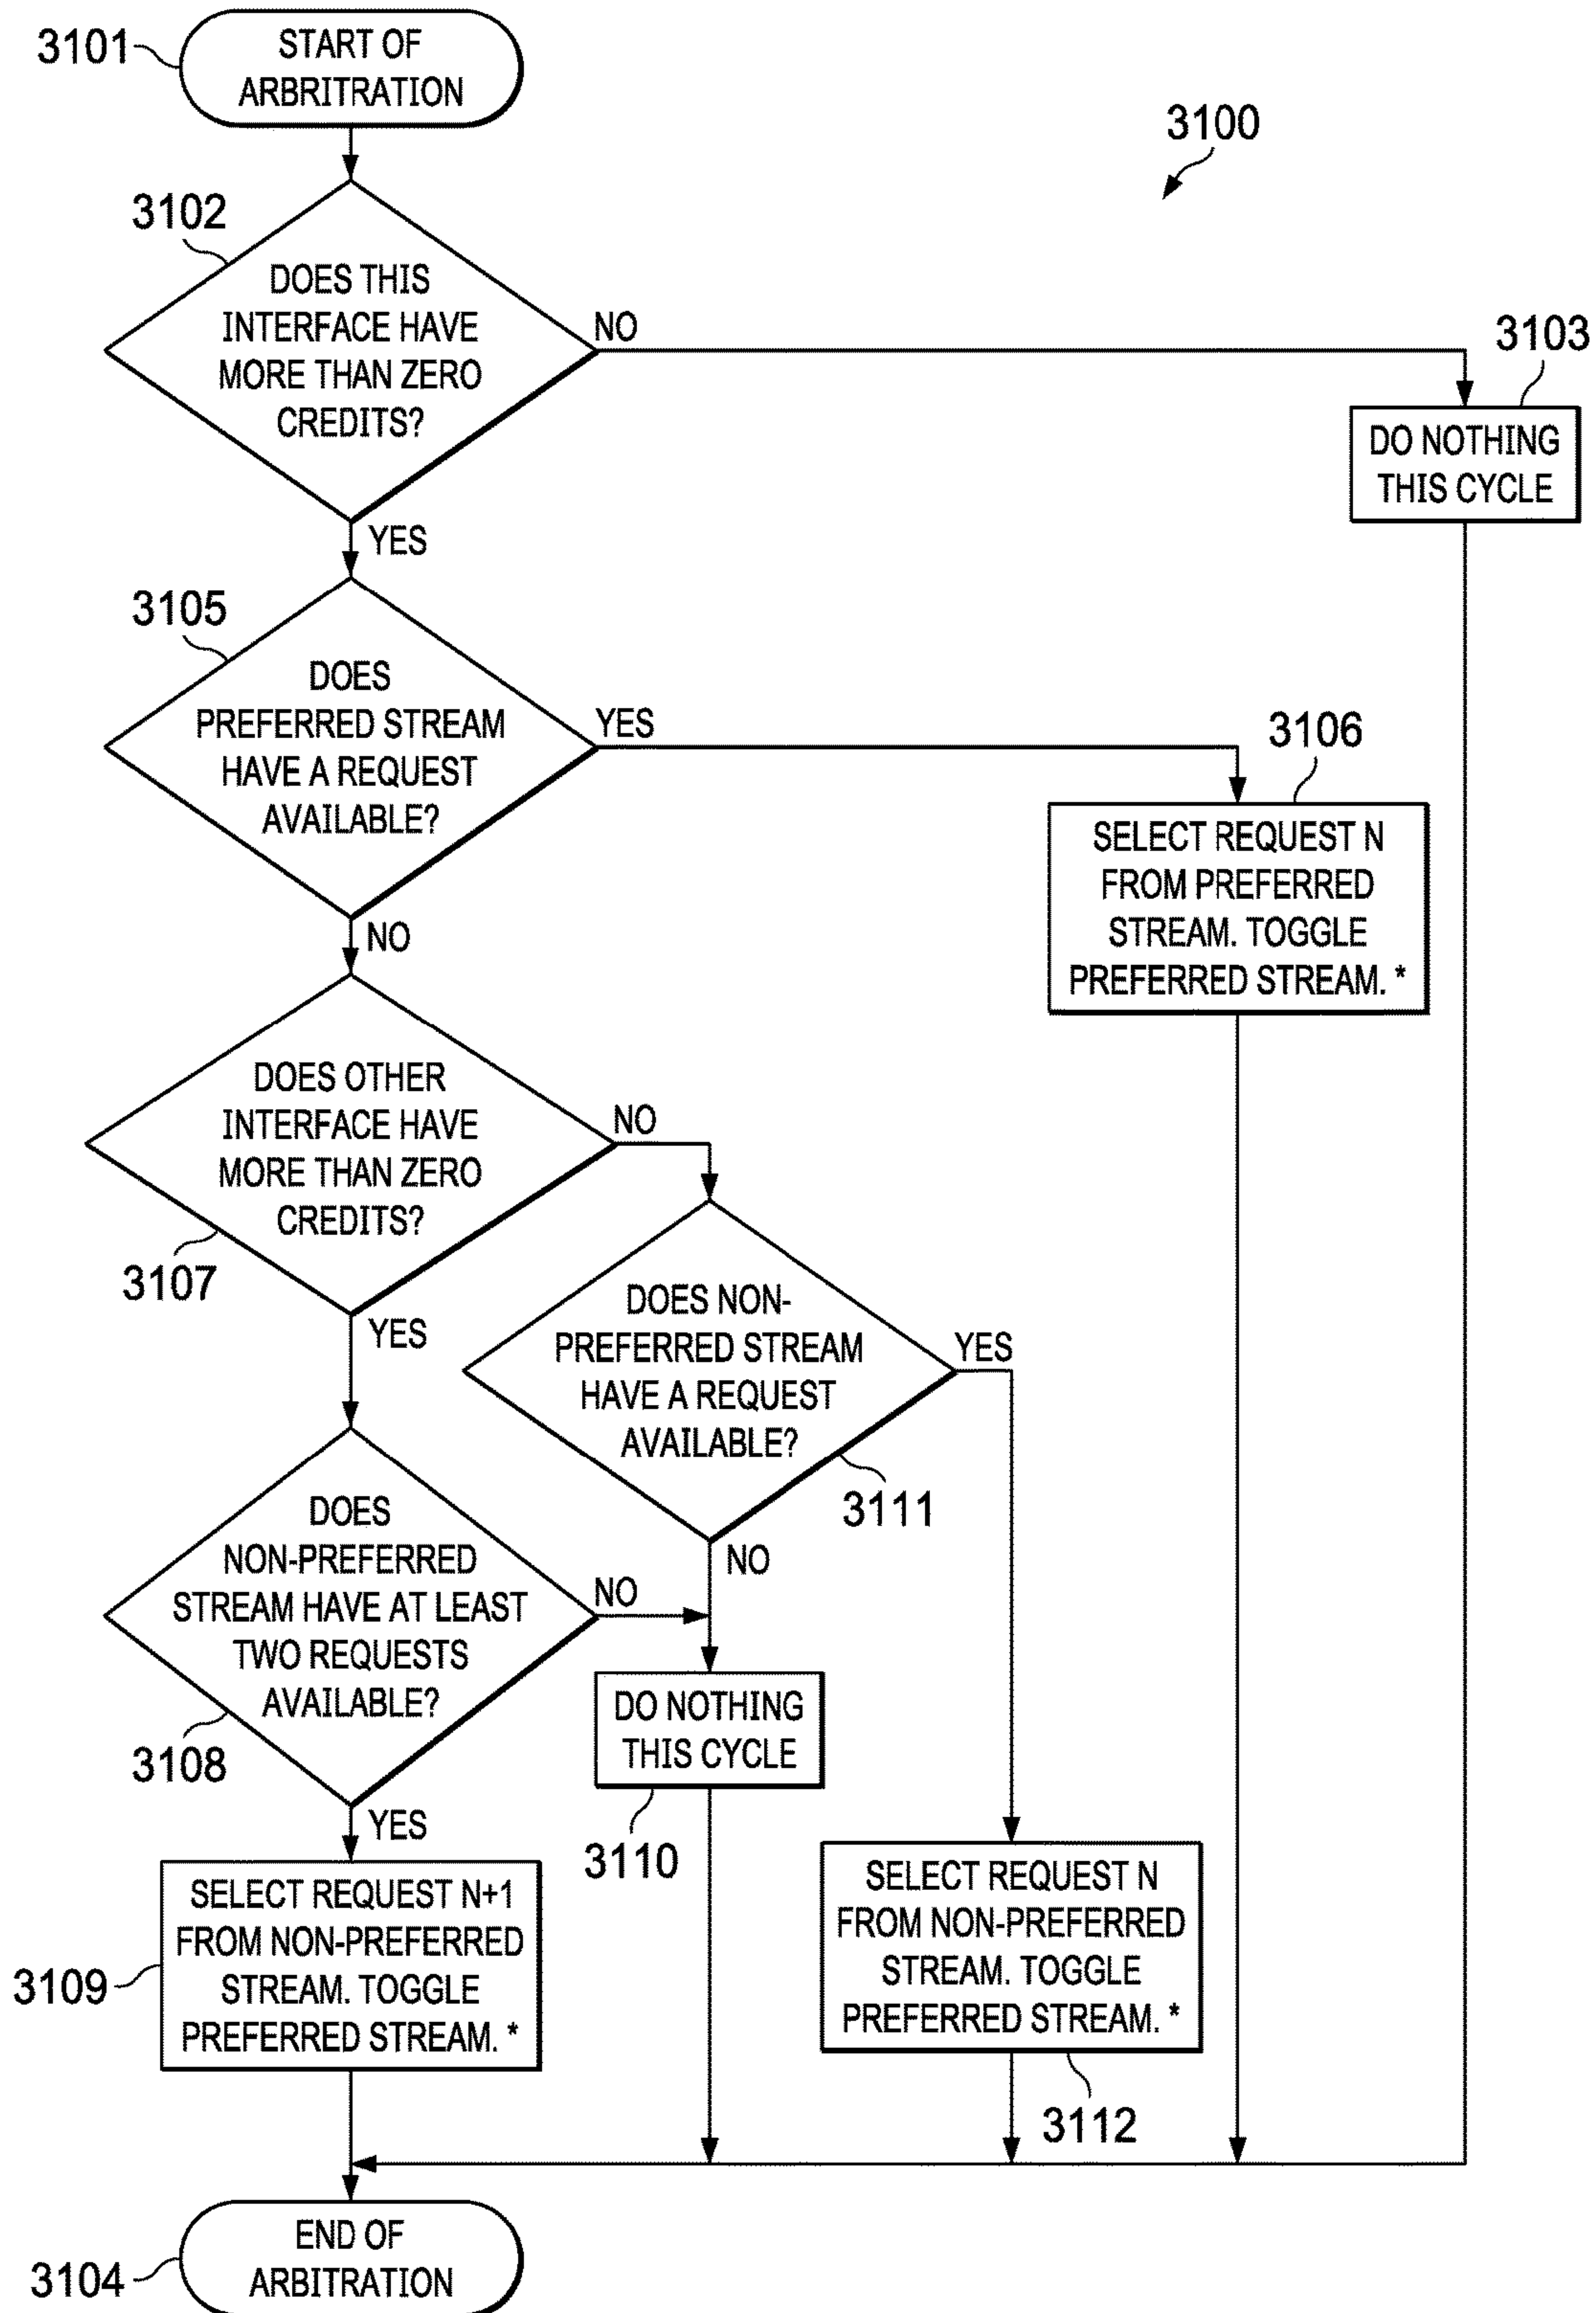 3101
START OF
ARBRITRATION
3100
3102
DOES THIS
INTERFACE HAVE
MORE THAN ZERO
CREDITS?
NO
YES
3103
DO NOTHING
THIS CYCLE
3105
DOES
PREFERRED STREAM
HAVE A REQUEST
AVAILABLE?
YES
NO
3106
SELECT REQUEST N
FROM PREFERRED
STREAM. TOGGLE
PREFERRED STREAM. *
DOES OTHER
INTERFACE HAVE
MORE THAN ZERO
CREDITS?
NO
YES
3107
DOES NON-
PREFERRED STREAM
HAVE A REQUEST
AVAILABLE?
YES
NO
3111
DOES
NON-PREFERRED
STREAM HAVE AT LEAST
TWO REQUESTS
AVAILABLE?
NO
YES
3108
DO NOTHING
THIS CYCLE
3110
3109
SELECT REQUEST N+1
FROM NON-PREFERRED
STREAM. TOGGLE
PREFERRED STREAM. *
SELECT REQUEST N
FROM NON-PREFERRED
STREAM. TOGGLE
PREFERRED STREAM. *
3112
3104
END OF
ARBITRATION